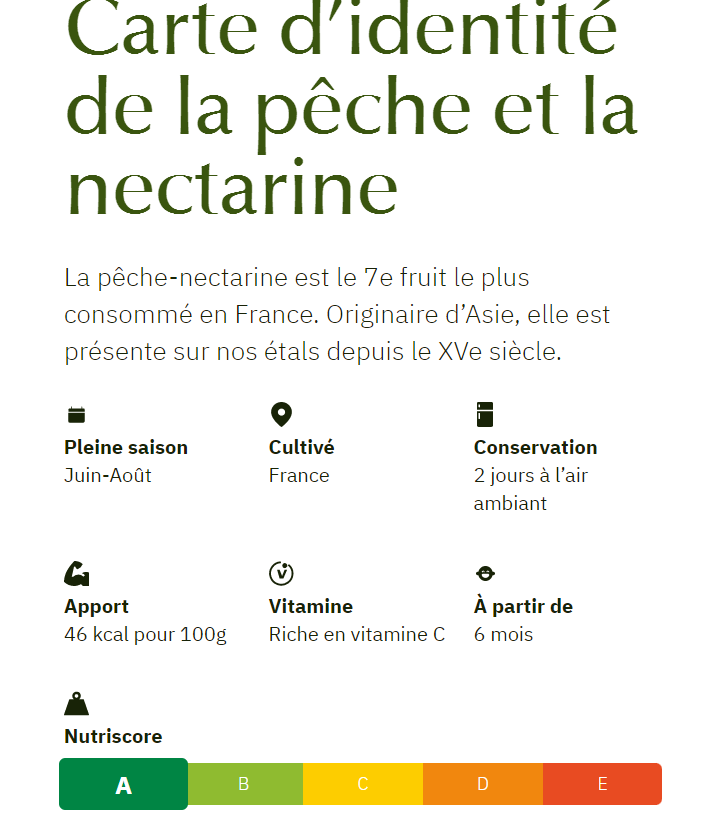 Carte d’identité
de la pêche et la
nectarine
La pêche-nectarine est le 7e fruit le plus
consommé en France. Originaire d’Asie, elle est
présente sur nos étals depuis le XVe siècle.
Pleine saison
Juin-Août
Cultivé
France
Conservation
2 jours à l’air
ambiant
Apport
46 kcal pour 100g
Vitamine
Riche en vitamine C
À partir de
6 mois
Nutriscore
A B C D E